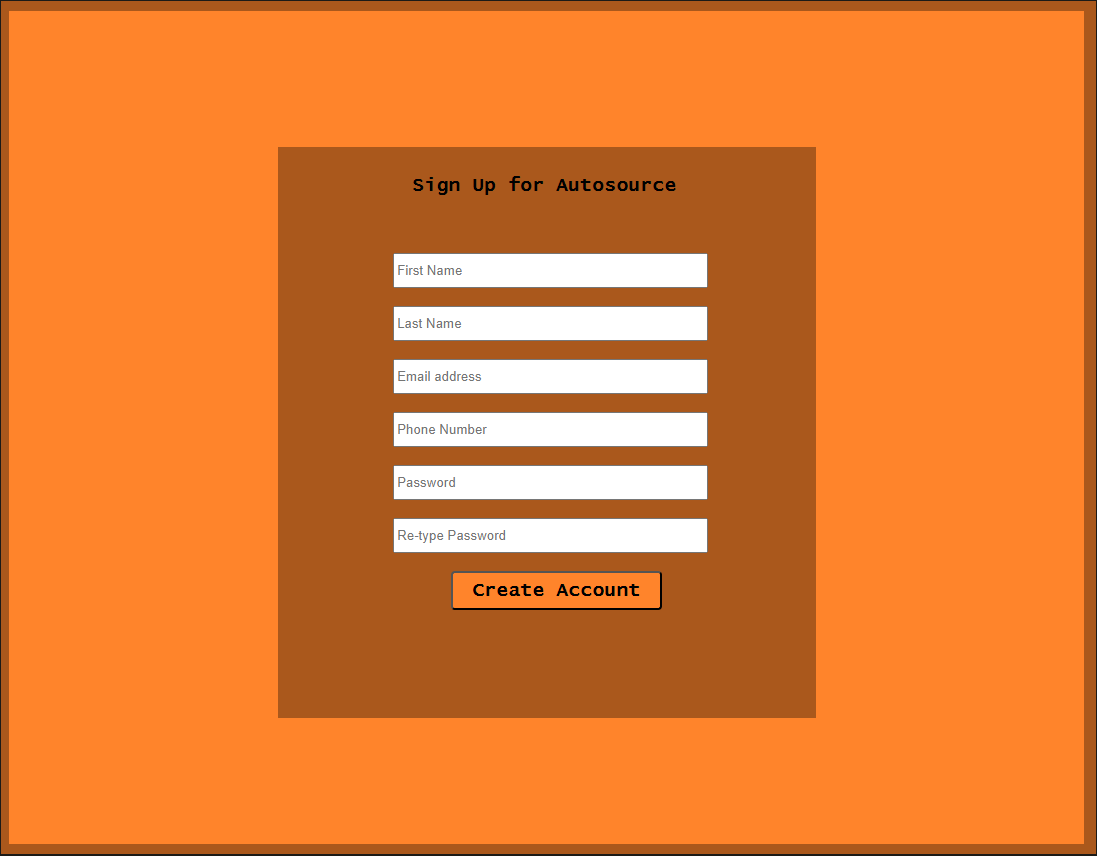 Sign Up for Autosource
First Name
Last Name
Email address
Phone Number
Password
Re-type Password
Create Account